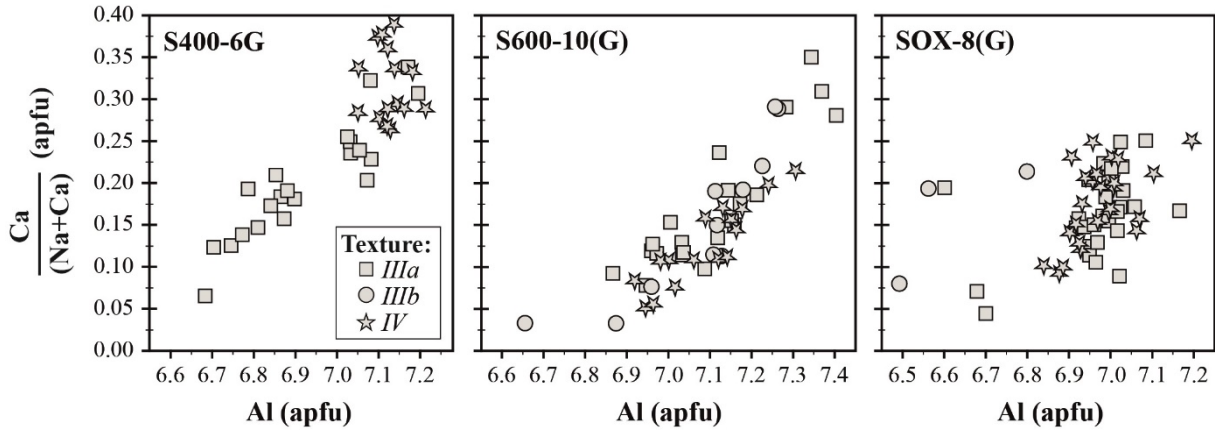 S400-6G
S600-10(G)
SOX-8(G)
Ca
(Na+Ca)
(apfu)
0.40
0.35
0.30
0.25
0.20
0.15
0.10
0.05
0.00
Texture:
IIIa
IIIb
IV
6.6 6.7 6.8 6.9 7.0 7.1 7.2
6.6 6.7 6.8 6.9 7.0 7.1 7.2 7.3 7.4
6.5 6.6 6.7 6.8 6.9 7.0 7.1 7.2
Al (apfu)
Al (apfu)
Al (apfu)